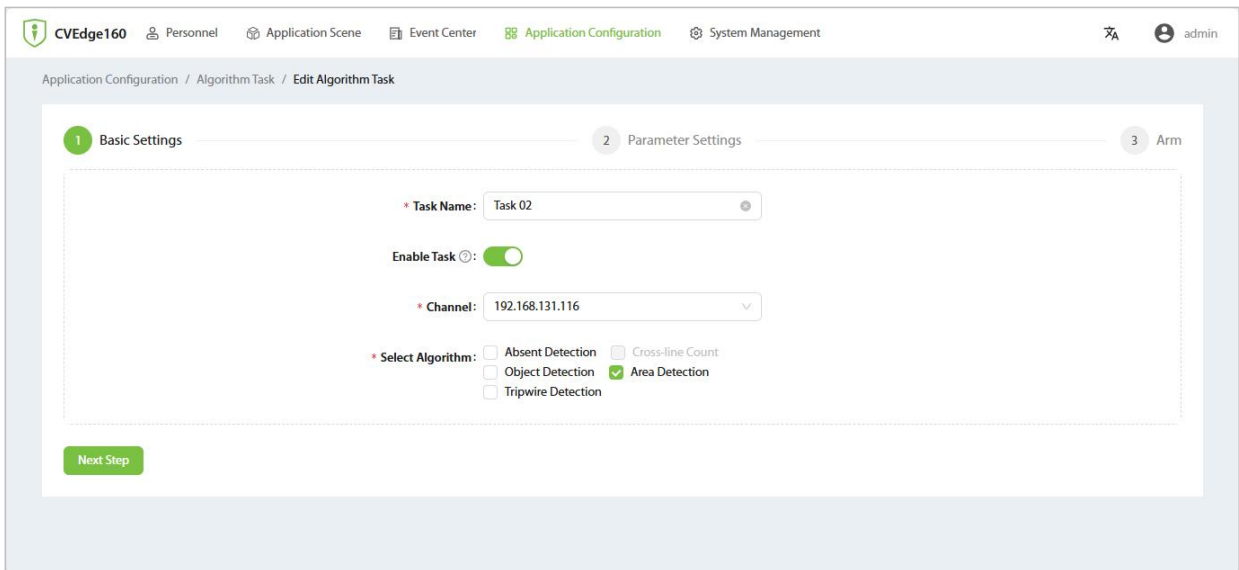 CVEdge160 Personnel Application Scene Event Center Application Configuration System Management admin
Application Configuration / Algorithm Task / Edit Algorithm Task
1 Basic Settings 2 Parameter Settings 3 Arm
* Task Name: Task 02
Enable Task ?:
* Channel: 192.168.131.116
* Select Algorithm: Absent Detection Cross-line Count
Object Detection Area Detection
Tripwire Detection
Next Step